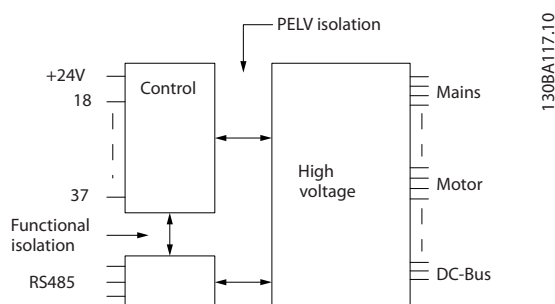 PELV isolation
+24V
Control
18
Mains
High
voltage
Motor
37
Functional
isolation
RS485
DC-Bus
130BA117.10